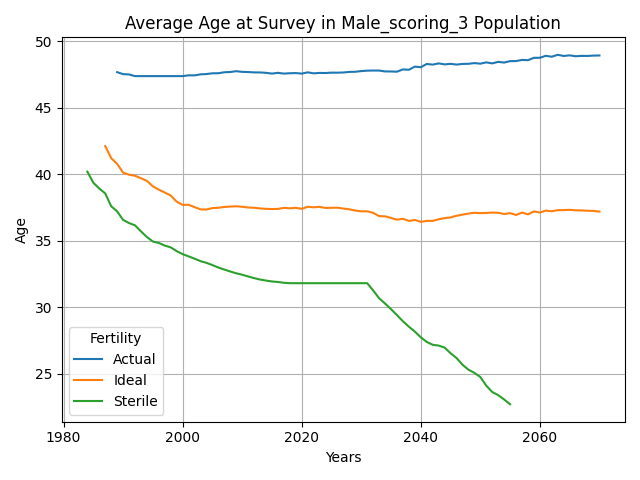 Average Age at Survey in Male_scoring_3 Population
50
45
40
35
30
25
Age
Fertility
Actual
Ideal
Sterile
1980
2000
2020
2040
2060
Years